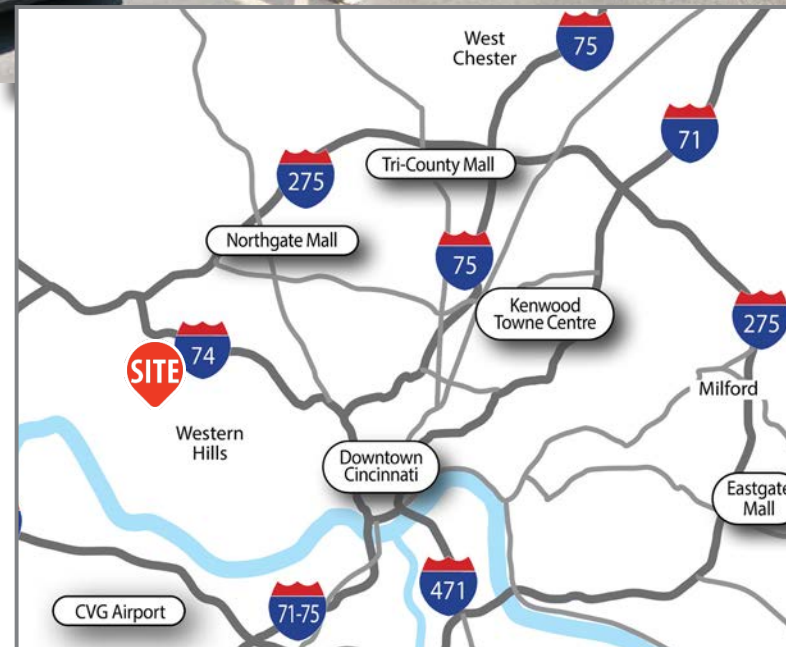 West
Chester
75
71
Tri-County Mall
275
Northgate Mall
75
Kenwood
Towne Centre
275
SITE
74
Milford
Western
Hills
Downtown
Cincinnati
Eastgate
Mall
471
71-75
CVG Airport